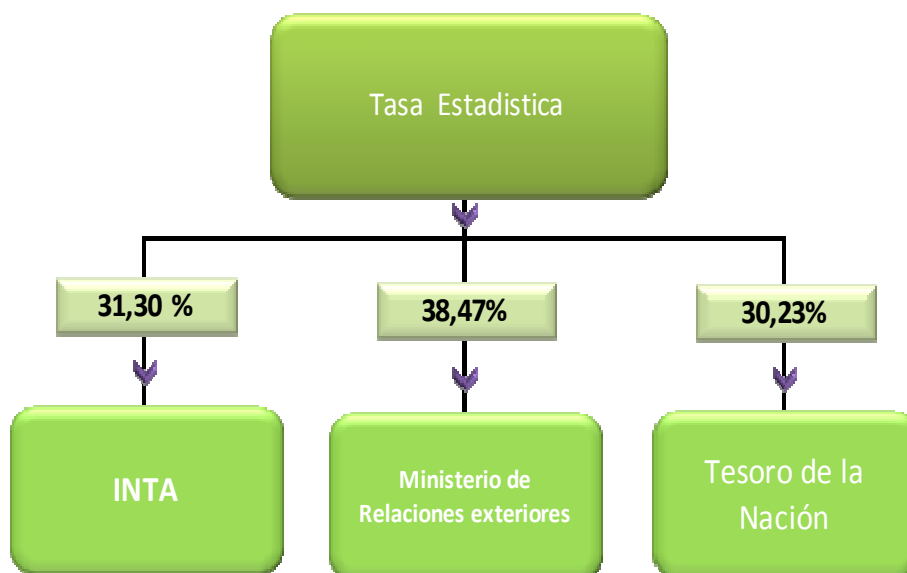 Tasa Estadistica
31,30 %
38,47%
30,23%
INTA
Ministerio de
Relaciones exteriores
Tesoro de la
Nación